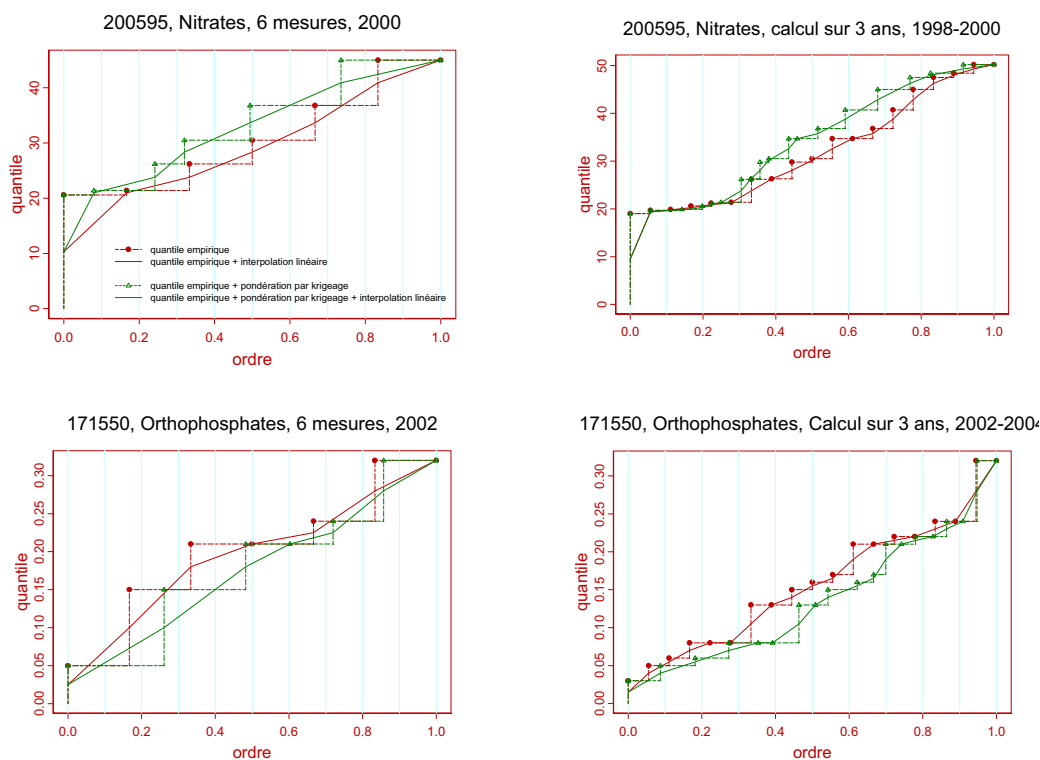 200595, Nitrates, 6 mesures, 2000
quantile
0
10
20
30
40
quantile empirique
quantile empirique + interpolation linéaire
quantile empirique + pondération par krigeage
quantile empirique + pondération par krigeage + interpolation linéaire
0.0 0.2 0.4 0.6 0.8 1.0
ordre
200595, Nitrates, calcul sur 3 ans, 1998-2000
quantile
0
10
20
30
40
50
0.0 0.2 0.4 0.6 0.8 1.0
ordre
171550, Orthophosphates, 6 mesures, 2002
quantile
0.00
0.05
0.10
0.15
0.20
0.25
0.30
0.0 0.2 0.4 0.6 0.8 1.0
ordre
171550, Orthophosphates, Calcul sur 3 ans, 2002-2004
quantile
0.00
0.05
0.10
0.15
0.20
0.25
0.30
0.0 0.2 0.4 0.6 0.8 1.0
ordre